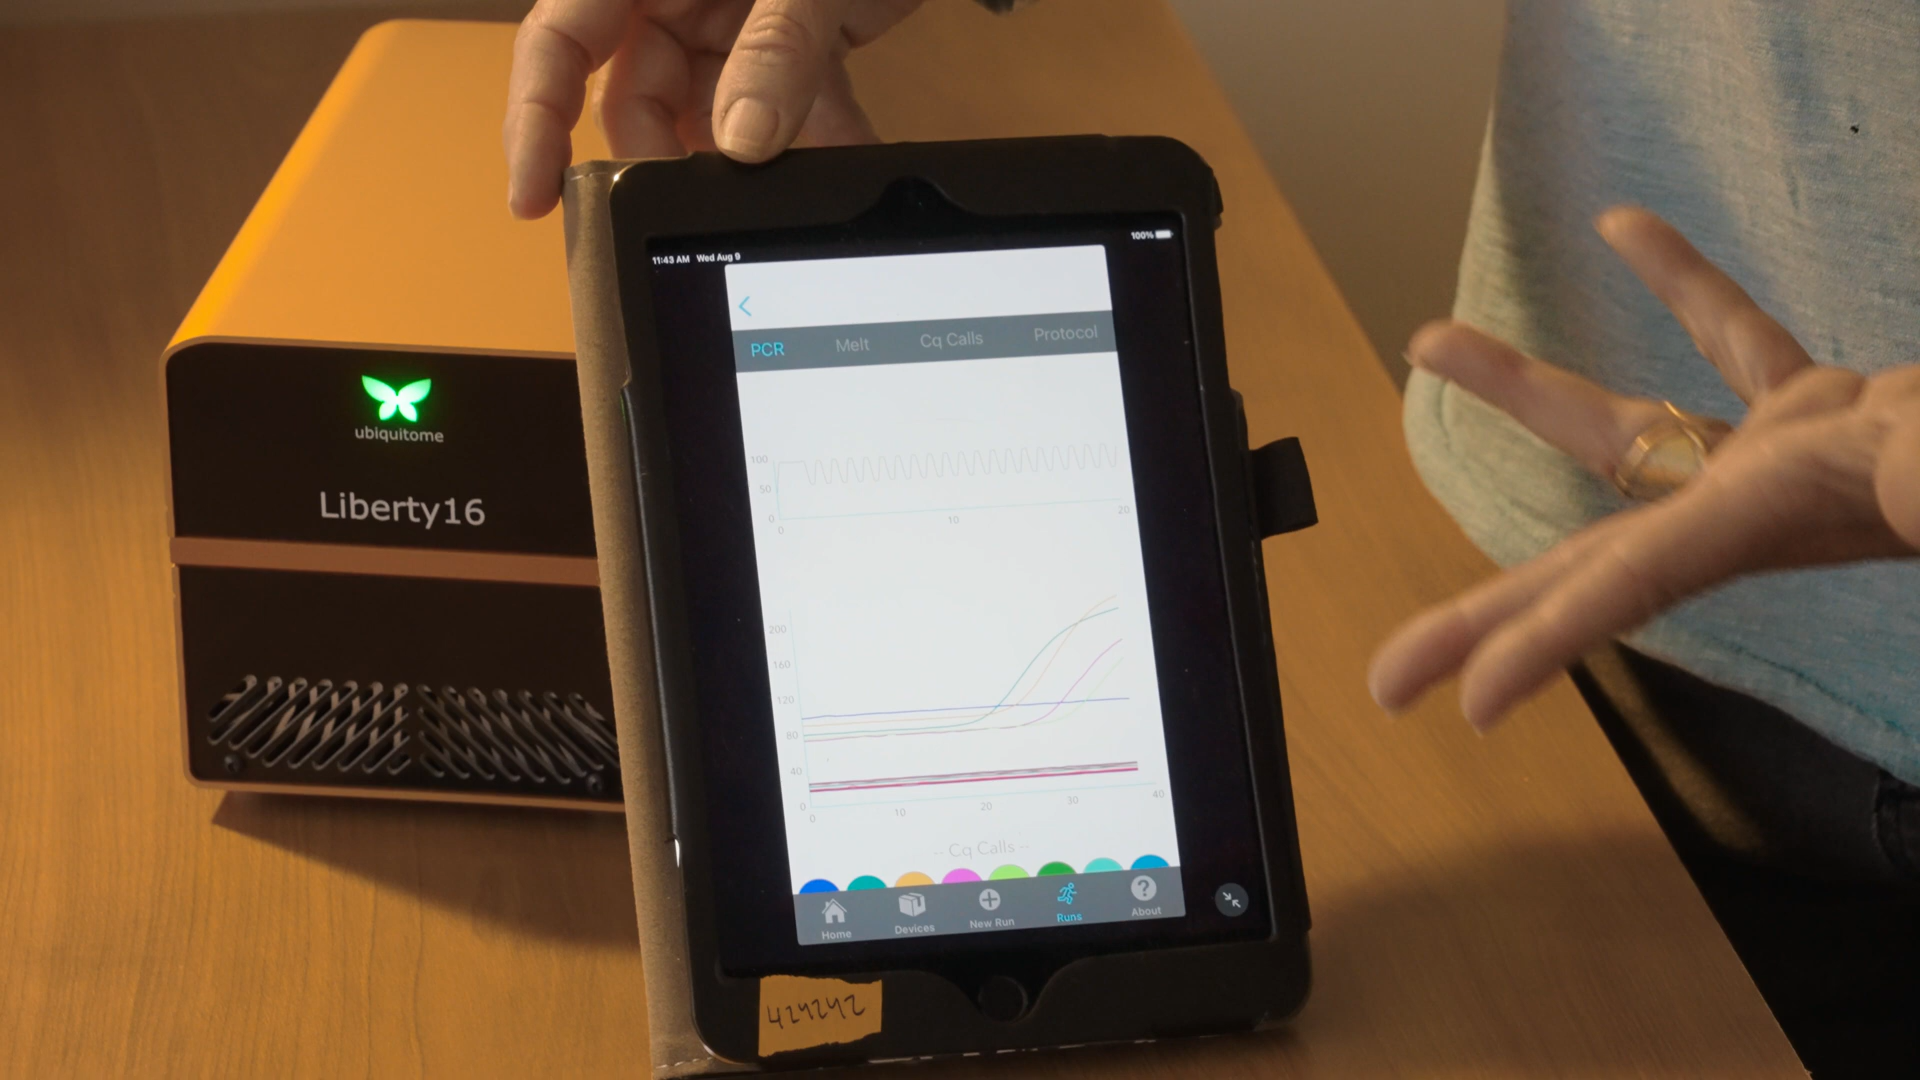 ubiquitome
Liberty16
11:43 AM Wed Aug 9
100%
PCR Melt Cq Calls Protocol
100
50
0
0 10 20
200
160
120
80
40
0
0 10 20 30 40
-- Cq Calls --
Home Devices New Run Runs About
424242